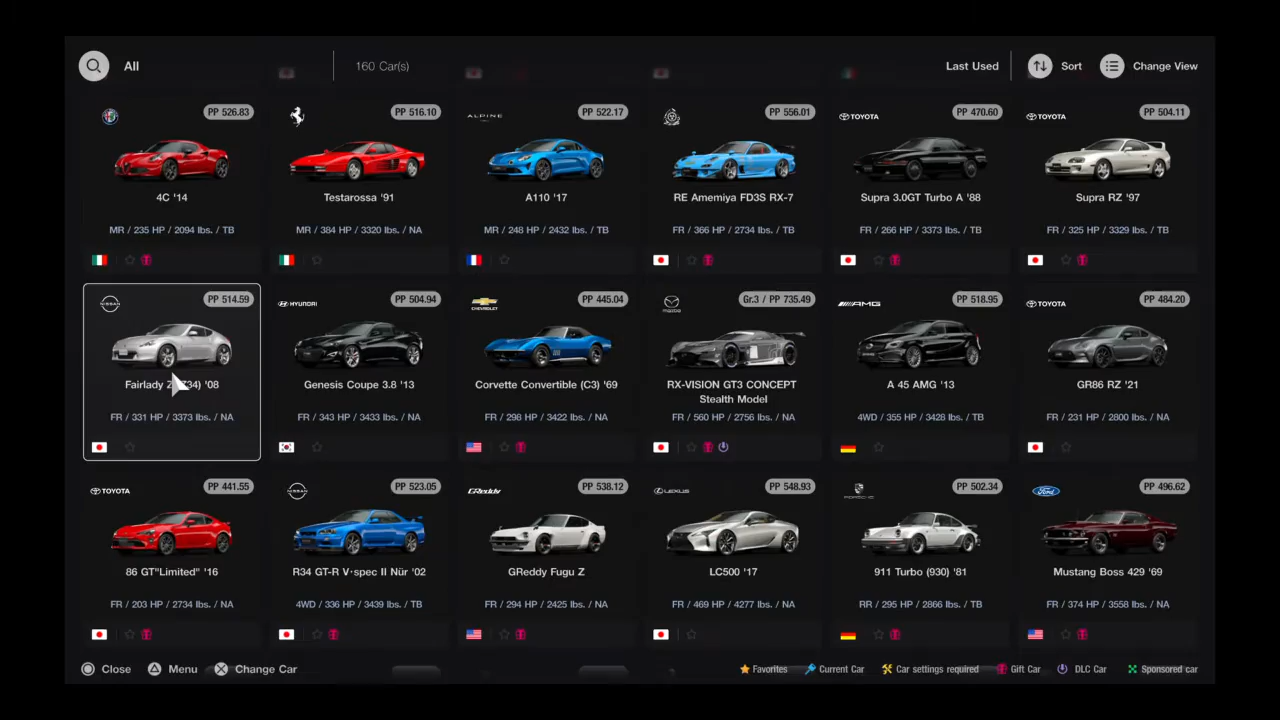 All
160 Car(s)
Last Used
Sort
Change View
PP 526.83
4C '14
MR / 235 HP / 2094 lbs. / TB
PP 516.10
Testarossa '91
MR / 384 HP / 3320 lbs. / NA
ALPINE
PP 522.17
A110 '17
MR / 248 HP / 2432 lbs. / TB
PP 556.01
RE Amemiya FD3S RX-7
FR / 366 HP / 2734 lbs. / TB
TOYOTA
PP 470.60
Supra 3.0GT Turbo A '88
FR / 266 HP / 3373 lbs. / TB
TOYOTA
PP 504.11
Supra RZ '97
FR / 325 HP / 3329 lbs. / TB
NISSAN
PP 514.59
Fairlady Z 34) '08
FR / 331 HP / 3373 lbs. / NA
HYUNDAI
PP 504.94
Genesis Coupe 3.8 '13
FR / 343 HP / 3433 lbs. / NA
CHEVROLET
PP 445.04
Corvette Convertible (C3) '69
FR / 298 HP / 3422 lbs. / NA
mazda
Gr.3 / PP 735.49
RX-VISION GT3 CONCEPT
Stealth Model
FR / 560 HP / 2756 lbs. / NA
AMG
PP 518.95
A 45 AMG '13
4WD / 355 HP / 3428 lbs. / TB
TOYOTA
PP 484.20
GR86 RZ '21
FR / 231 HP / 2800 lbs. / NA
TOYOTA
PP 441.55
86 GT"Limited" '16
FR / 203 HP / 2734 lbs. / NA
NISSAN
PP 523.05
R34 GT-R V·spec II Nür '02
4WD / 336 HP / 3439 lbs. / TB
GReddy
PP 538.12
GReddy Fugu Z
FR / 294 HP / 2425 lbs. / NA
LEXUS
PP 548.93
LC500 '17
FR / 469 HP / 4277 lbs. / NA
PORSCHE
PP 502.34
911 Turbo (930) '81
RR / 295 HP / 2866 lbs. / TB
Ford
PP 496.62
Mustang Boss 429 '69
FR / 374 HP / 3558 lbs. / NA
Close
Menu
Change Car
Favorites
Current Car
Car settings required
Gift Car
DLC Car
Sponsored car